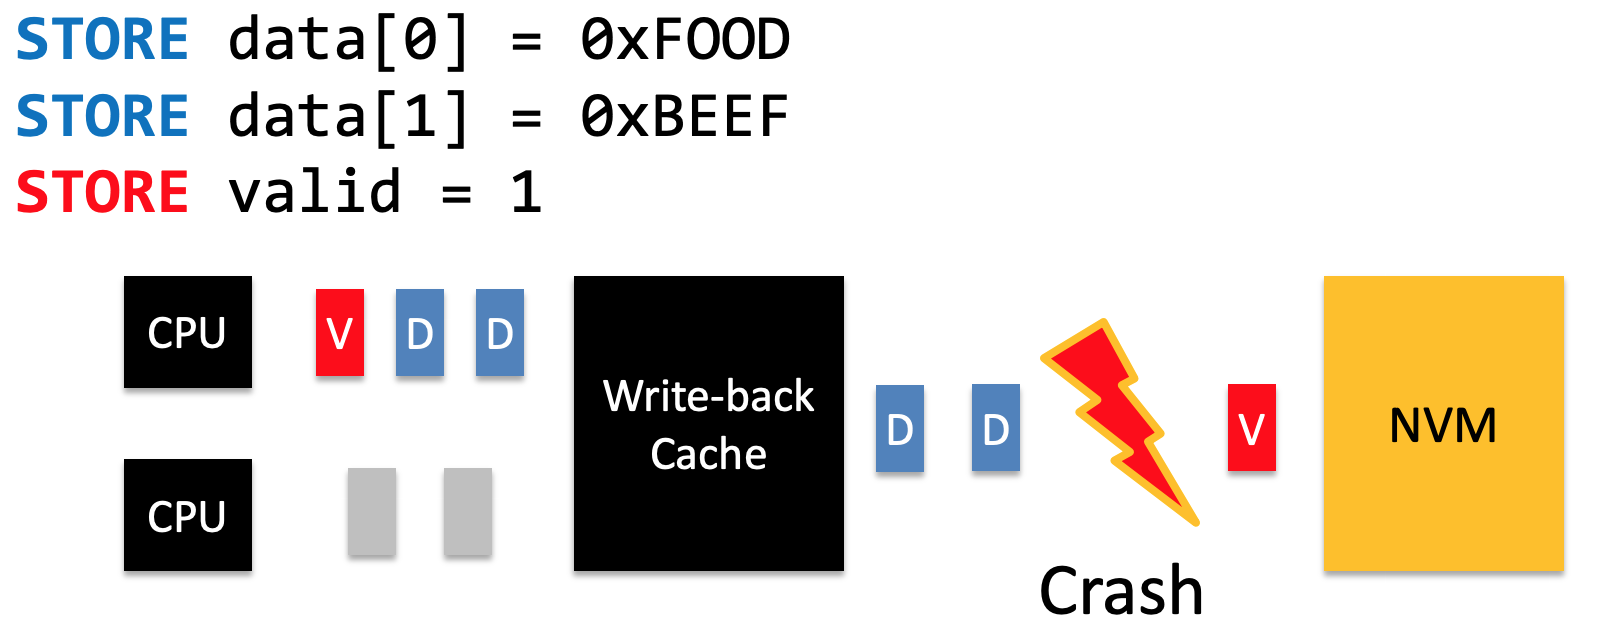 STORE data[0] = 0xFOOD
STORE data[1] = 0xBEEF
STORE valid = 1
CPU V D D
Write-back
Cache
D D V NVM
CPU
Crash